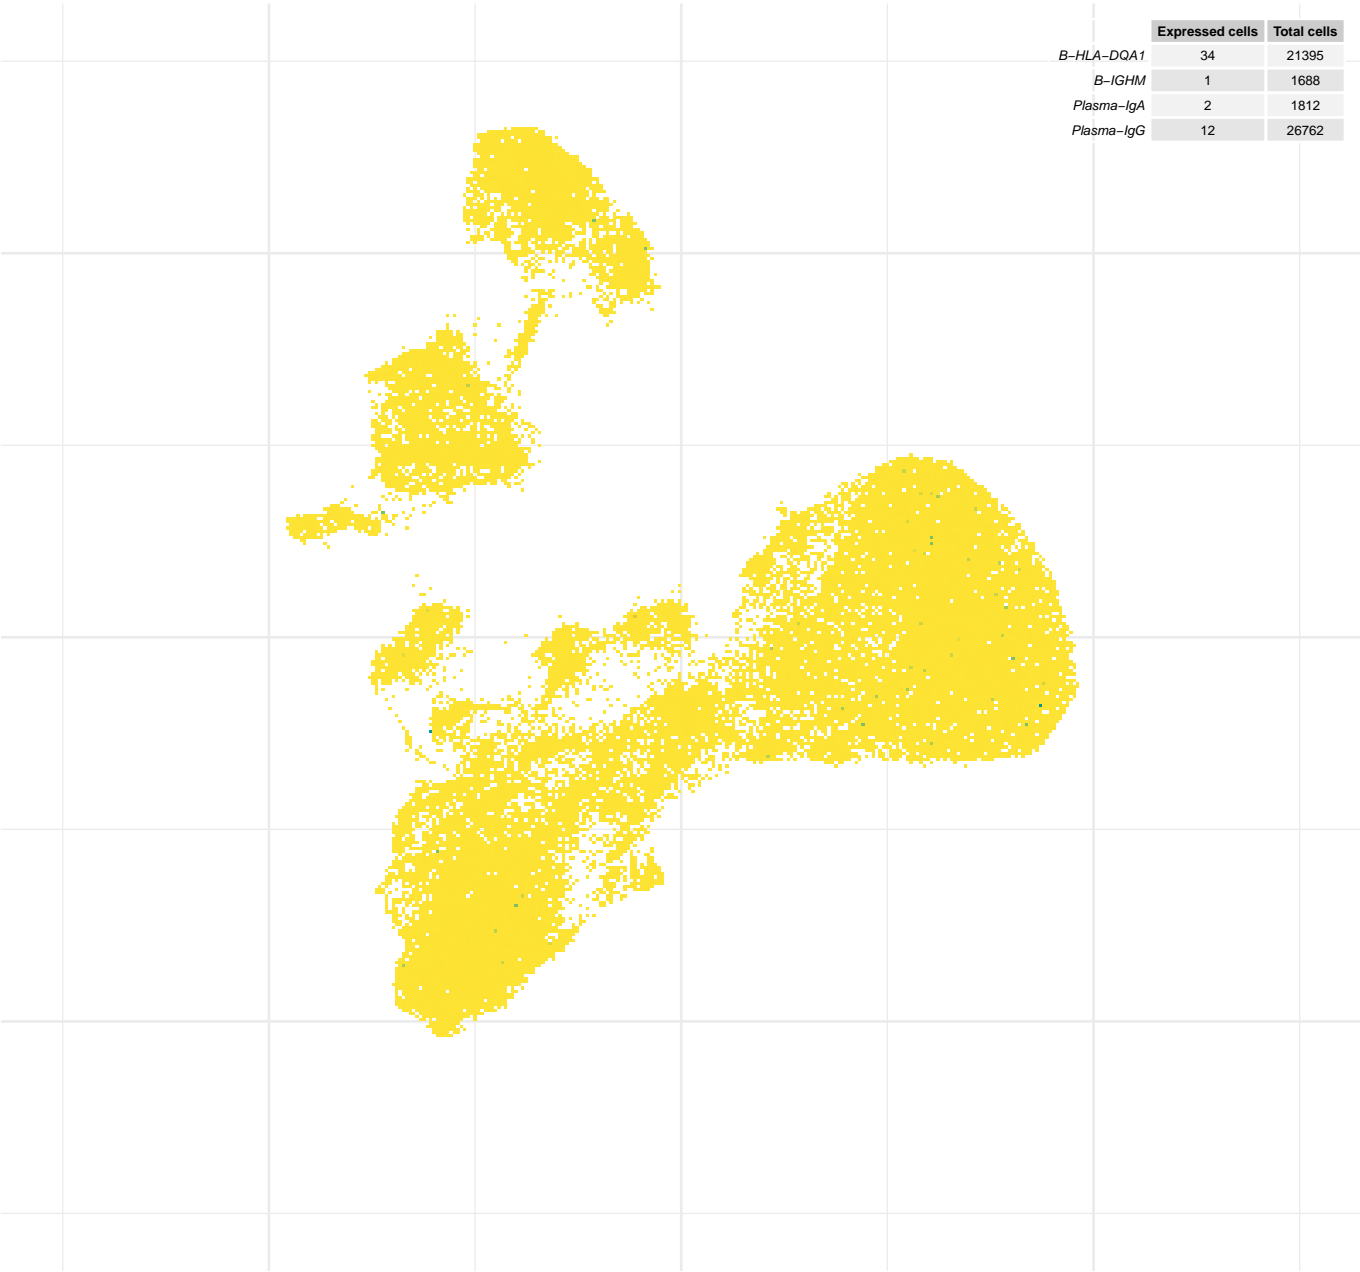 Expressed cells Total cells
B−HLA−DQA1 34 21395
B−IGHM 1 1688
Plasma−IgA 2 1812
Plasma−IgG 12 26762